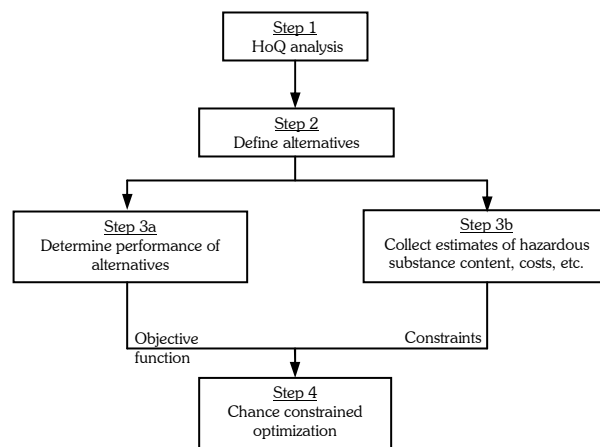 Step 1
HoQ analysis
Step 2
Define alternatives
Step 3a
Determine performance of
alternatives
Step 3b
Collect estimates of hazardous
substance content, costs, etc.
Objective
function
Constraints
Step 4
Chance constrained
optimization